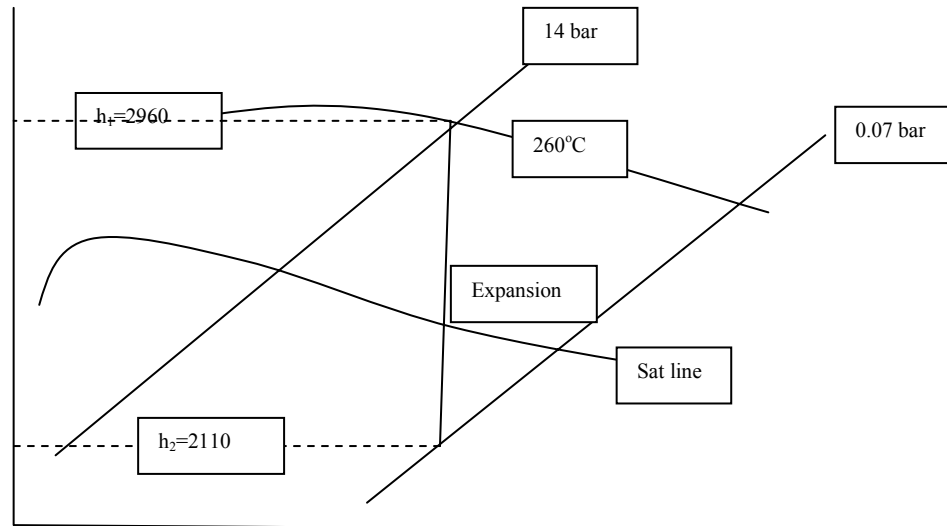 14 bar
h₁=2960
0.07 bar
260°C
Expansion
Sat line
h₂=2110